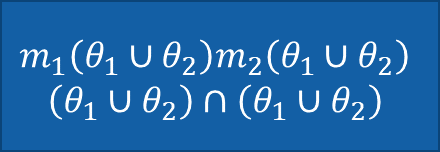 𝑚₁(𝜃₁ ∪ 𝜃₂)𝑚₂(𝜃₁ ∪ 𝜃₂)
(𝜃₁ ∪ 𝜃₂) ∩ (𝜃₁ ∪ 𝜃₂)